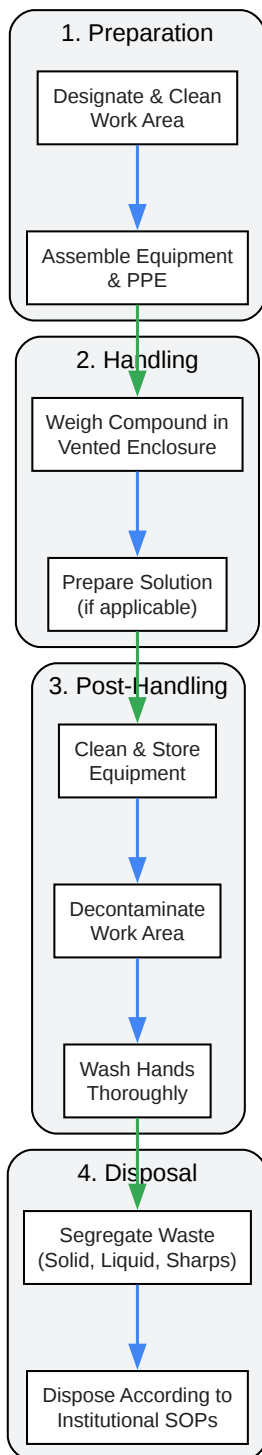 1. Preparation
Designate & Clean
Work Area
Assemble Equipment
& PPE
2. Handling
Weigh Compound in
Vented Enclosure
Prepare Solution
(if applicable)
3. Post-Handling
Clean & Store
Equipment
Decontaminate
Work Area
Wash Hands
Thoroughly
4. Disposal
Segregate Waste
(Solid, Liquid, Sharps)
Dispose According to
Institutional SOPs